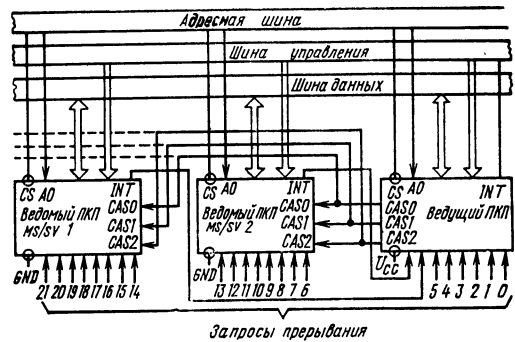 Адресная шина
Шина управления
Шина данных
CS A0 INT
CAS0
Ведомый ПКП
ms/sv 1
CAS1
CAS2
GND
21 20 19 18 17 16 15 14
CS A0 INT
CAS0
Ведомый ПКП
ms/sv 2
CAS1
CAS2
GND
13 12 11 10 9 8 7 6
CS A0 INT
CAS0
CAS1
CAS2
Ведущий ПКП
UCC
5 4 3 2 1 0
Запросы прерывания